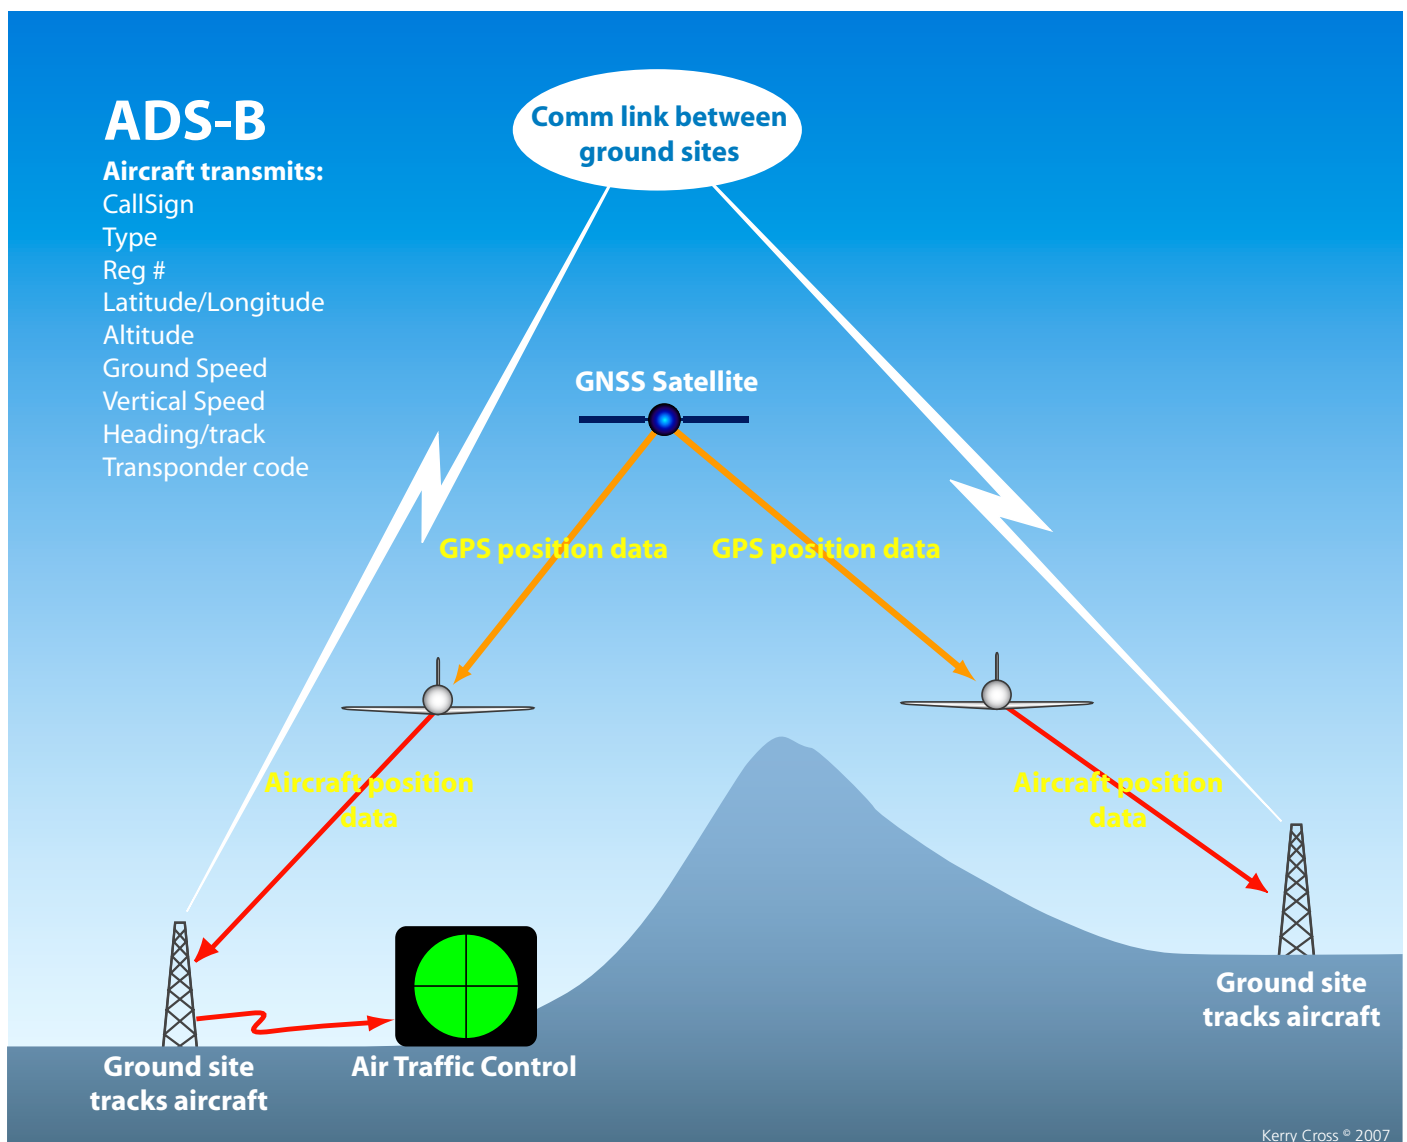 Comm link between
ground sites
ADS-B
Aircraft transmits:
CallSign
Type
Reg #
Latitude/Longitude
Altitude
Ground Speed
Vertical Speed
Heading/track
Transponder code
GNSS Satellite
GPS position data
GPS position data
Aircraft position
data
Aircraft position
data
Ground site
tracks aircraft
Air Traffic Control
Ground site
tracks aircraft
Kerry Cross © 2007